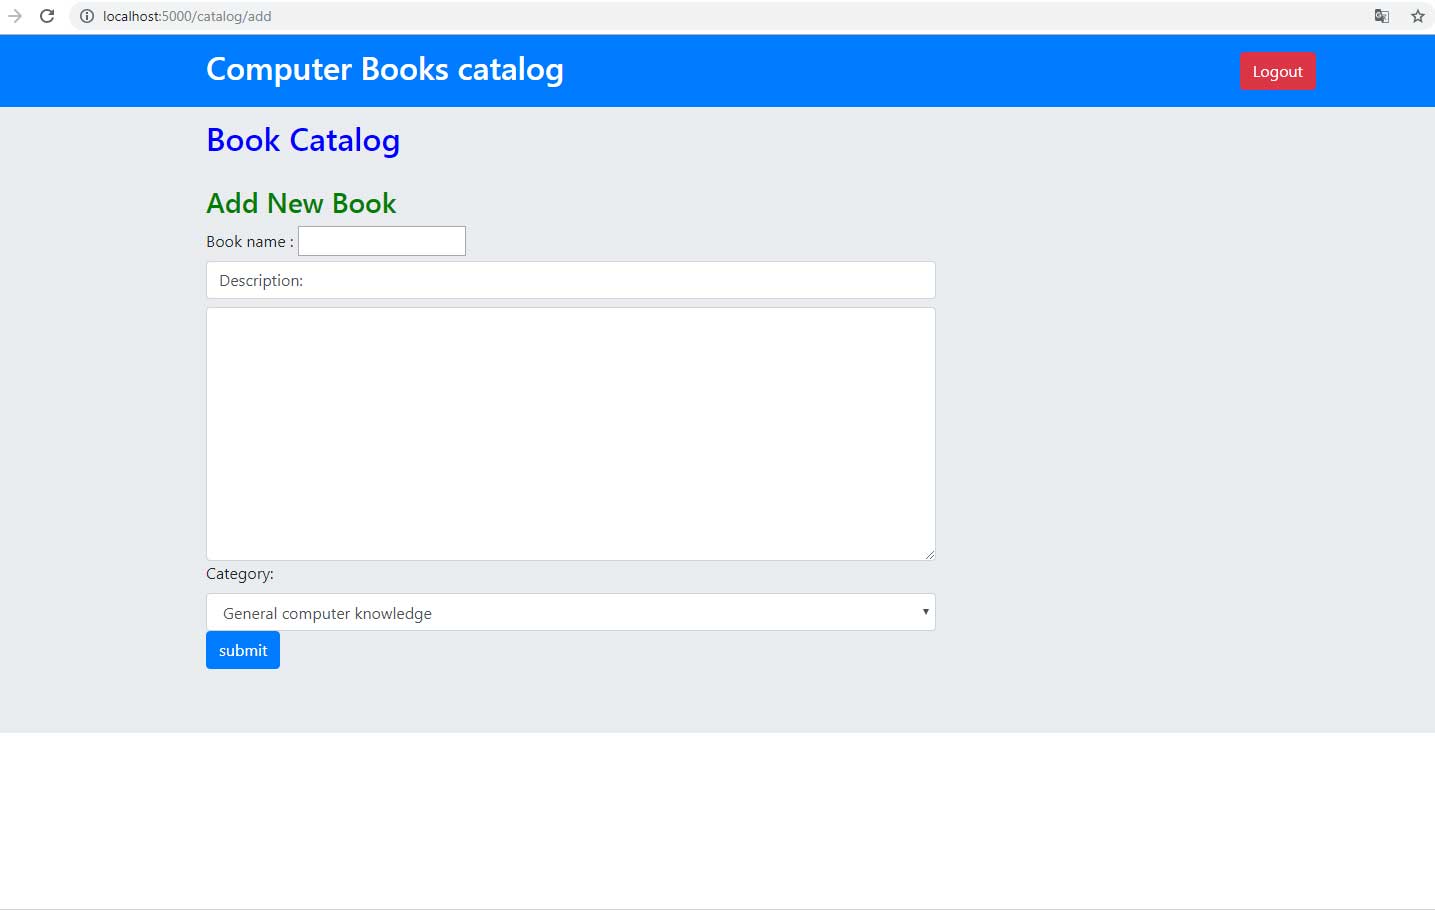 localhost:5000/catalog/add
Computer Books catalog
Logout
Book Catalog
Add New Book
Book name :
Description:
Category:
General computer knowledge
submit